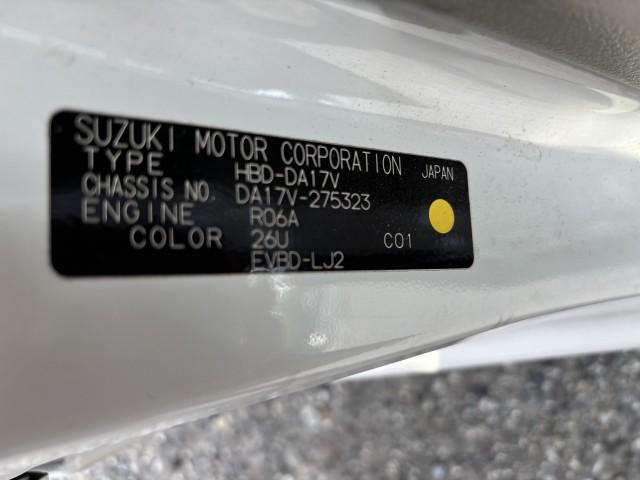 SUZUKI MOTOR CORPORATION JAPAN
TYPE HBD-DA17V
CHASSIS NO. DA17V-275323
ENGINE R06A
COLOR 26U C01
EVBD-LJ2